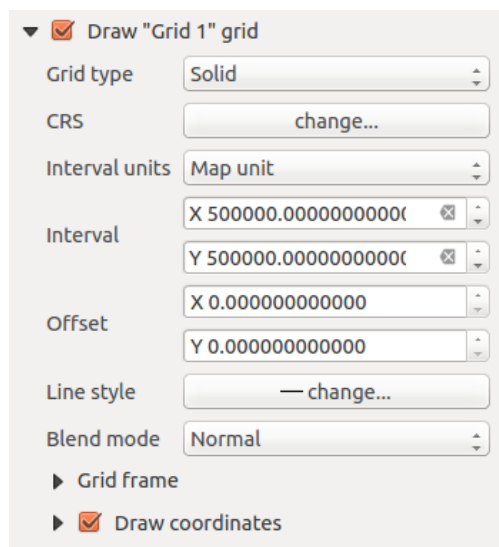 Draw "Grid 1" grid
Grid type Solid
CRS change...
Interval units Map unit
Interval
X 500000.0000000000
Y 500000.0000000000
Offset
X 0.000000000000
Y 0.000000000000
Line style change...
Blend mode Normal
Grid frame
Draw coordinates